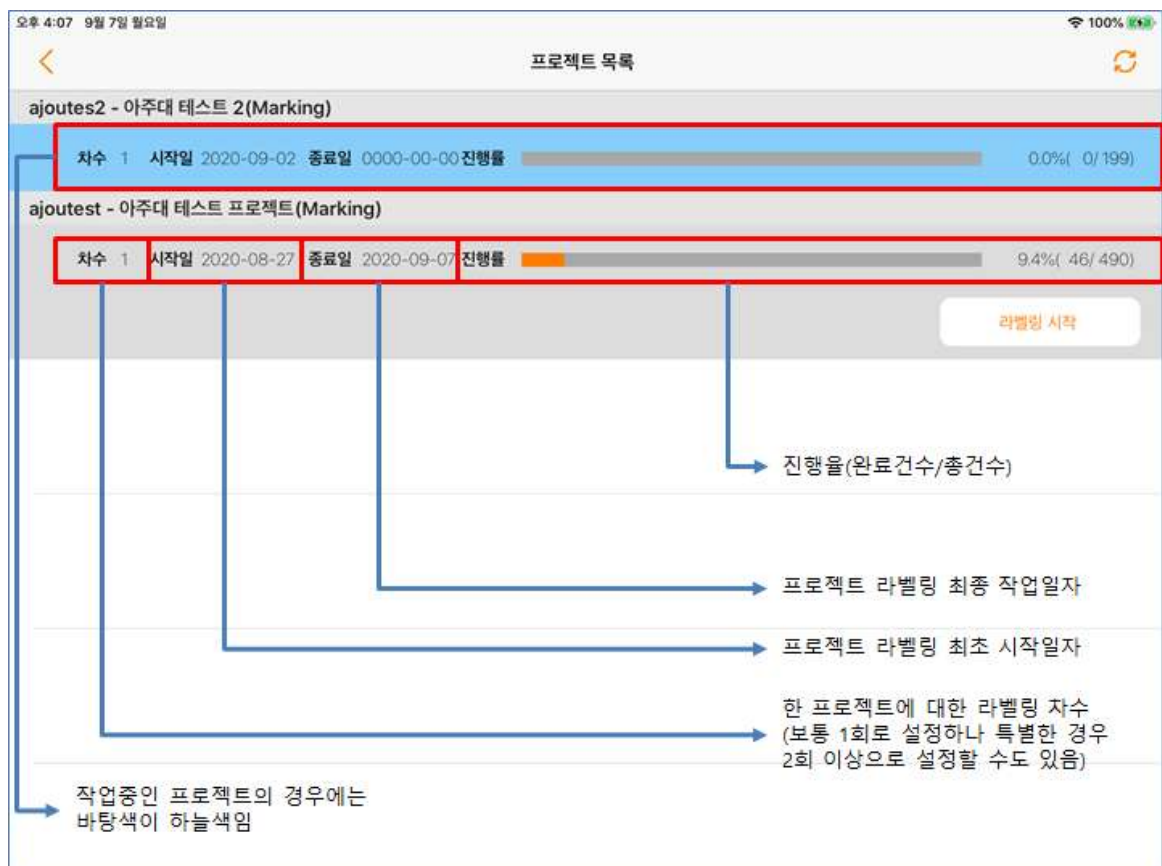 오후 4:07 9월 7일 월요일 100%
프로젝트 목록
ajoutes2 - 아주대 테스트 2(Marking)
차수 1 시작일 2020-09-02 종료일 0000-00-00 진행률 0.0%( 0/ 199)
ajoutest - 아주대 테스트 프로젝트(Marking)
차수 1 시작일 2020-08-27 종료일 2020-09-07 진행률 9.4%( 46/ 490)
라벨링 시작
진행율(완료건수/총건수)
프로젝트 라벨링 최종 작업일자
프로젝트 라벨링 최초 시작일자
한 프로젝트에 대한 라벨링 차수
(보통 1회로 설정하나 특별한 경우
2회 이상으로 설정할 수도 있음)
작업중인 프로젝트의 경우에는
바탕색이 하늘색임